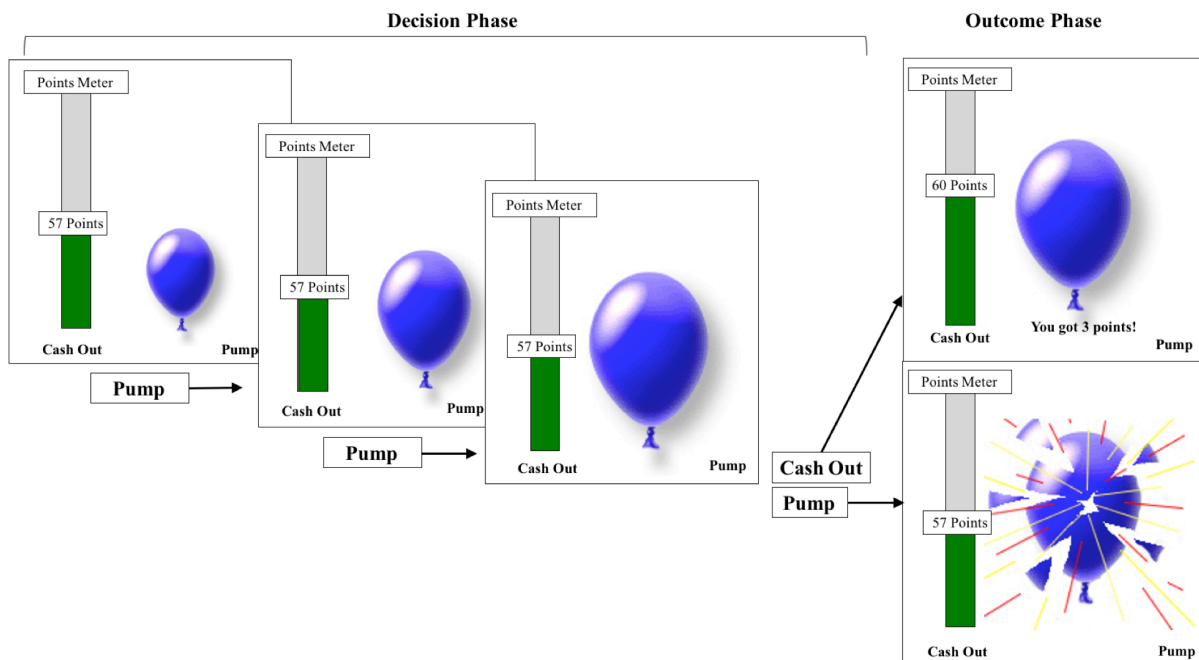 Decision Phase
Outcome Phase
Points Meter
57 Points
Cash Out
Pump
Pump
Points Meter
57 Points
Cash Out
Pump
Pump
Points Meter
57 Points
Cash Out
Pump
Cash Out
Pump
Points Meter
60 Points
You got 3 points!
Cash Out
Pump
Points Meter
57 Points
Cash Out
Pump